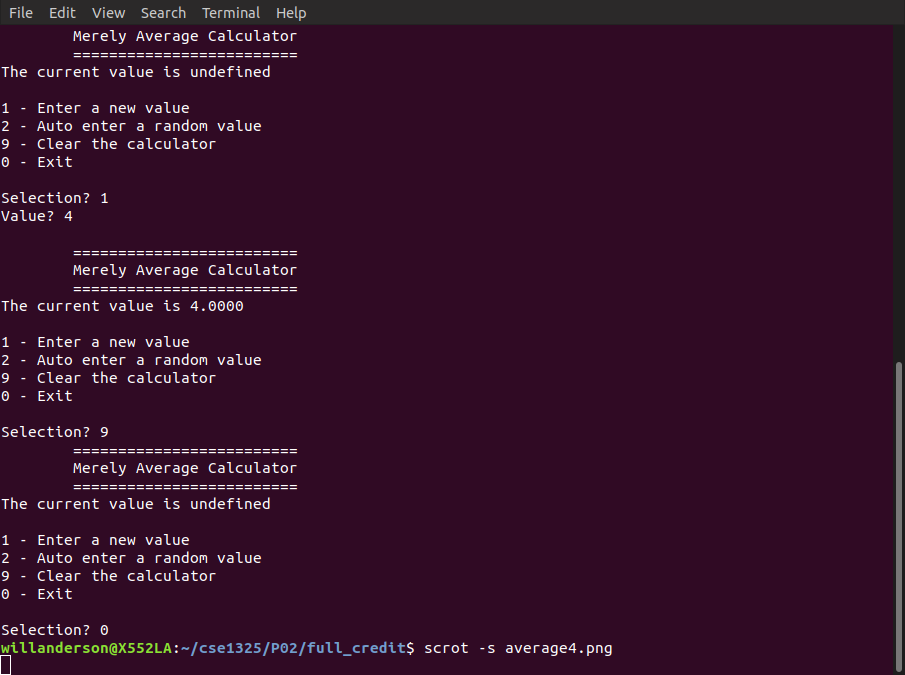 File Edit View Search Terminal Help
Merely Average Calculator
=========================
The current value is undefined
1 - Enter a new value
2 - Auto enter a random value
9 - Clear the calculator
0 - Exit
Selection? 1
Value? 4
=========================
Merely Average Calculator
=========================
The current value is 4.0000
1 - Enter a new value
2 - Auto enter a random value
9 - Clear the calculator
0 - Exit
Selection? 9
=========================
Merely Average Calculator
=========================
The current value is undefined
1 - Enter a new value
2 - Auto enter a random value
9 - Clear the calculator
0 - Exit
Selection? 0
willanderson@X552LA:~/cse1325/P02/full_credit$ scrot -s average4.png